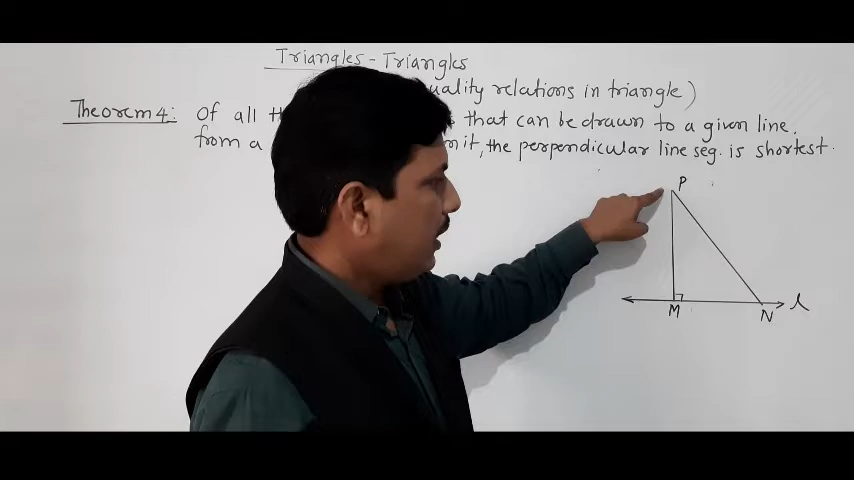 Triangles - Triangles
uality relations in triangle)
Theorem 4: Of all that can be drawn to a given line.
from a it, the perpendicular line seg. is shortest.
P
M
N
l